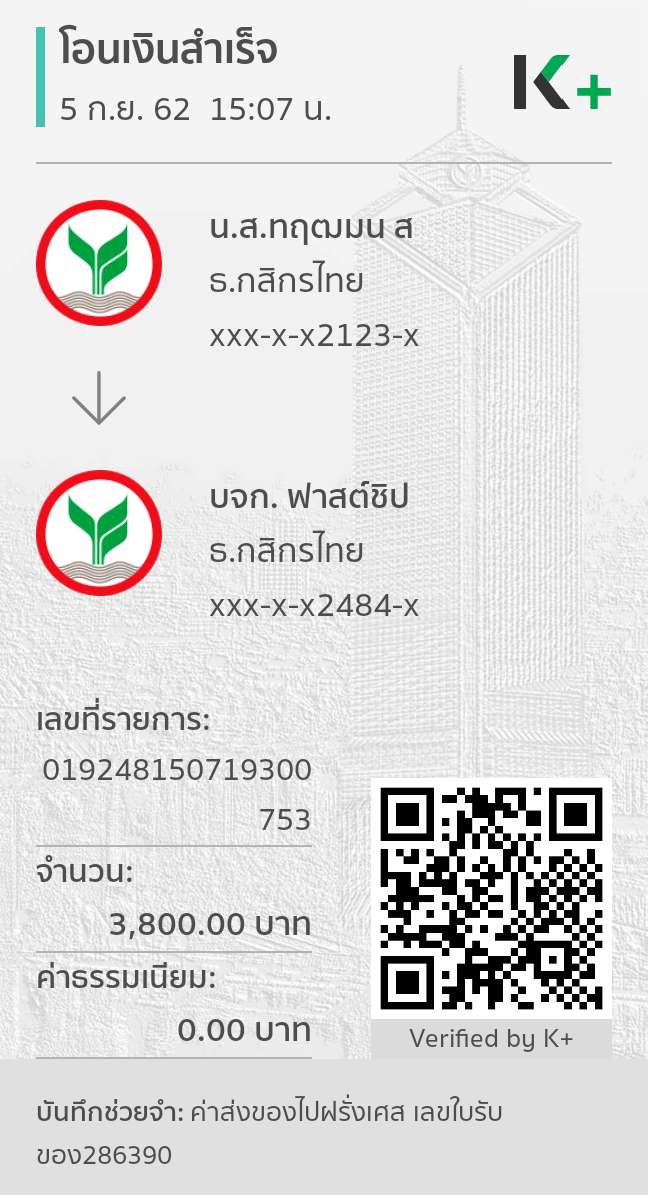 โอนเงินสำเร็จ
5 ก.ย. 62 15:07 น.
K+
น.ส.ทฤฒมน ส
ธ.กสิกรไทย
xxx-x-x2123-x
บจก. ฟาสต์ชิป
ธ.กสิกรไทย
xxx-x-x2484-x
เลขที่รายการ:
019248150719300
753
จำนวน:
3,800.00 บาท
ค่าธรรมเนียม:
0.00 บาท
Verified by K+
บันทึกช่วยจำ: ค่าส่งของไปฝรั่งเศส เลขใบรับ
ของ286390